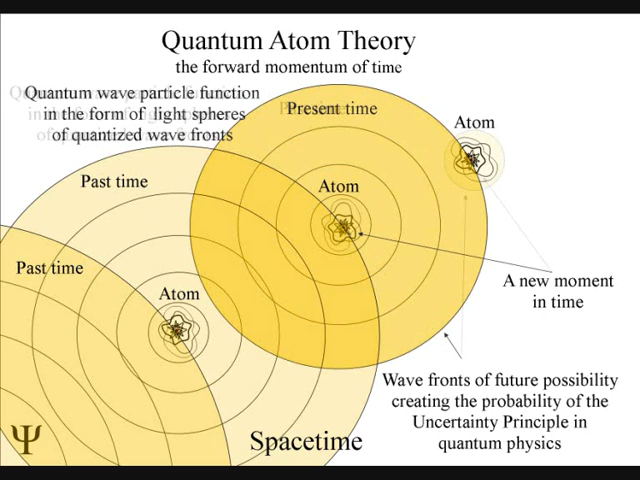 Quantum Atom Theory
the forward momentum of time
Quantum wave particle function
in the form of light spheres
of quantized wave fronts
Present time
Atom
Past time
Atom
Past time
Atom
A new moment
in time
Wave fronts of future possibility
creating the probability of the
Uncertainty Principle in
quantum physics
Spacetime
Ψ